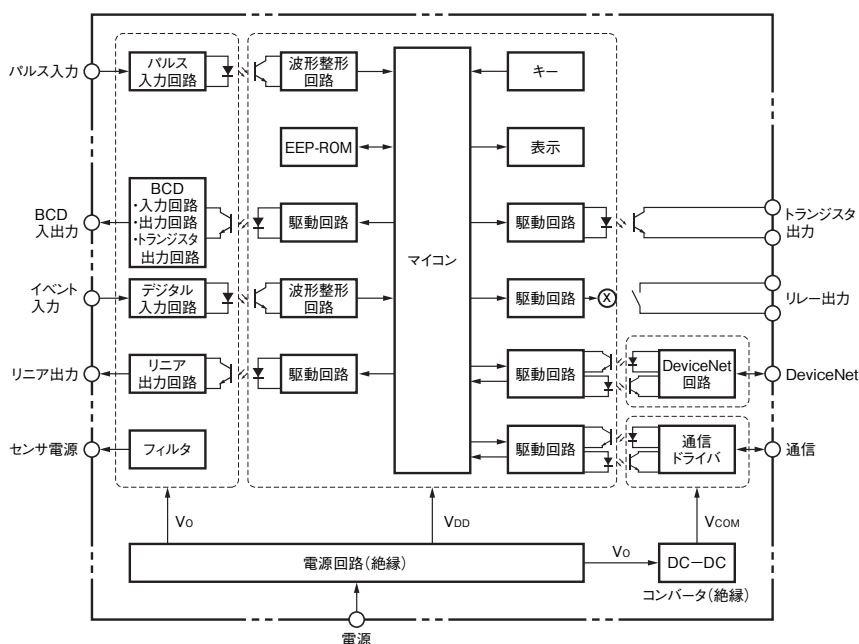 パルス入力
パルス
入力回路
波形整形
回路
キー
EEP-ROM
表示
BCD
入出力
BCD
・入力回路
・出力回路
・トランジスタ
出力回路
駆動回路
マイコン
駆動回路
トランジスタ
出力
イベント
入力
デジタル
入力回路
波形整形
回路
駆動回路
X
リレー出力
リニア出力
リニア
出力回路
駆動回路
駆動回路
DeviceNet
回路
DeviceNet
センサ電源
フィルタ
駆動回路
通信
ドライバ
通信
VO
VDD
VCOM
電源回路(絶縁)
VO
DC-DC
コンバータ(絶縁)
電源